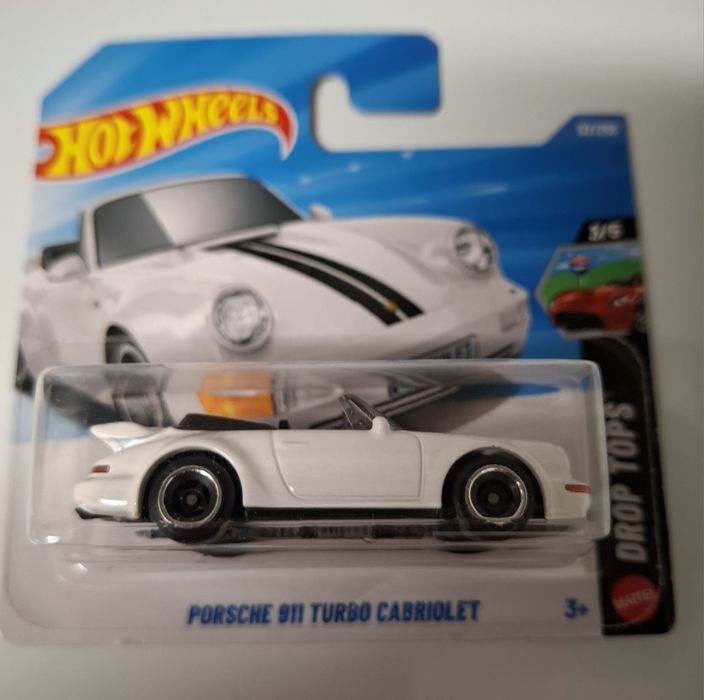 HOT WHEELS
3/5
DROP TOPS
PORSCHE 911 TURBO CABRIOLET
3+
MATTEL